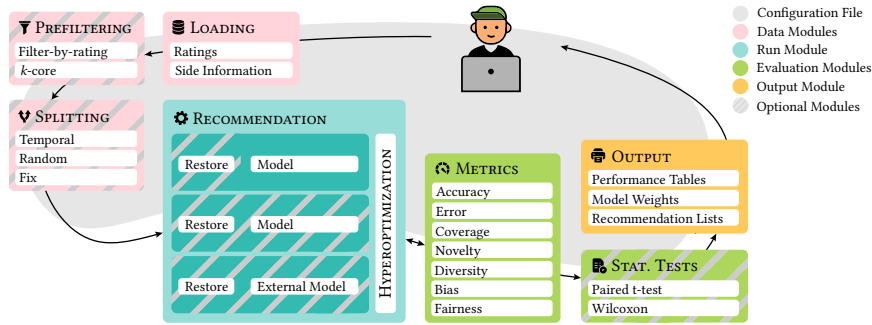 PREFILTERING
Filter-by-rating
k-core
LOADING
Ratings
Side Information
SPLITTING
Temporal
Random
Fix
RECOMMENDATION
Restore Model
Restore Model
Restore External Model
HYPEROPTIMIZATION
METRICS
Accuracy
Error
Coverage
Novelty
Diversity
Bias
Fairness
OUTPUT
Performance Tables
Model Weights
Recommendation Lists
STAT. TESTS
Paired t-test
Wilcoxon
Configuration File
Data Modules
Run Module
Evaluation Modules
Output Module
Optional Modules